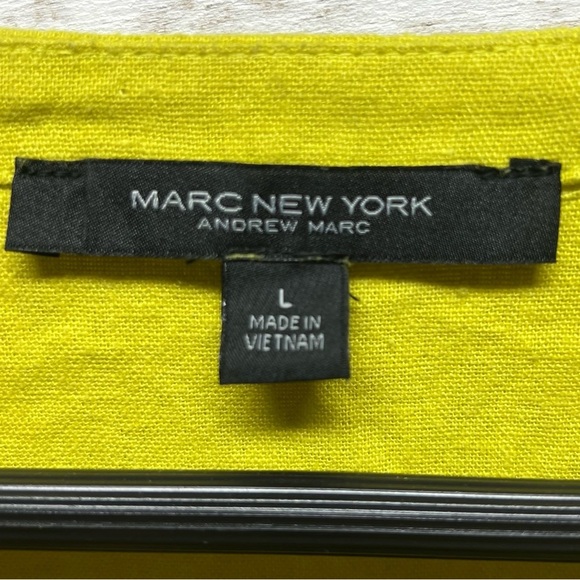 MARC NEW YORK
ANDREW MARC
L
MADE IN
VIETNAM